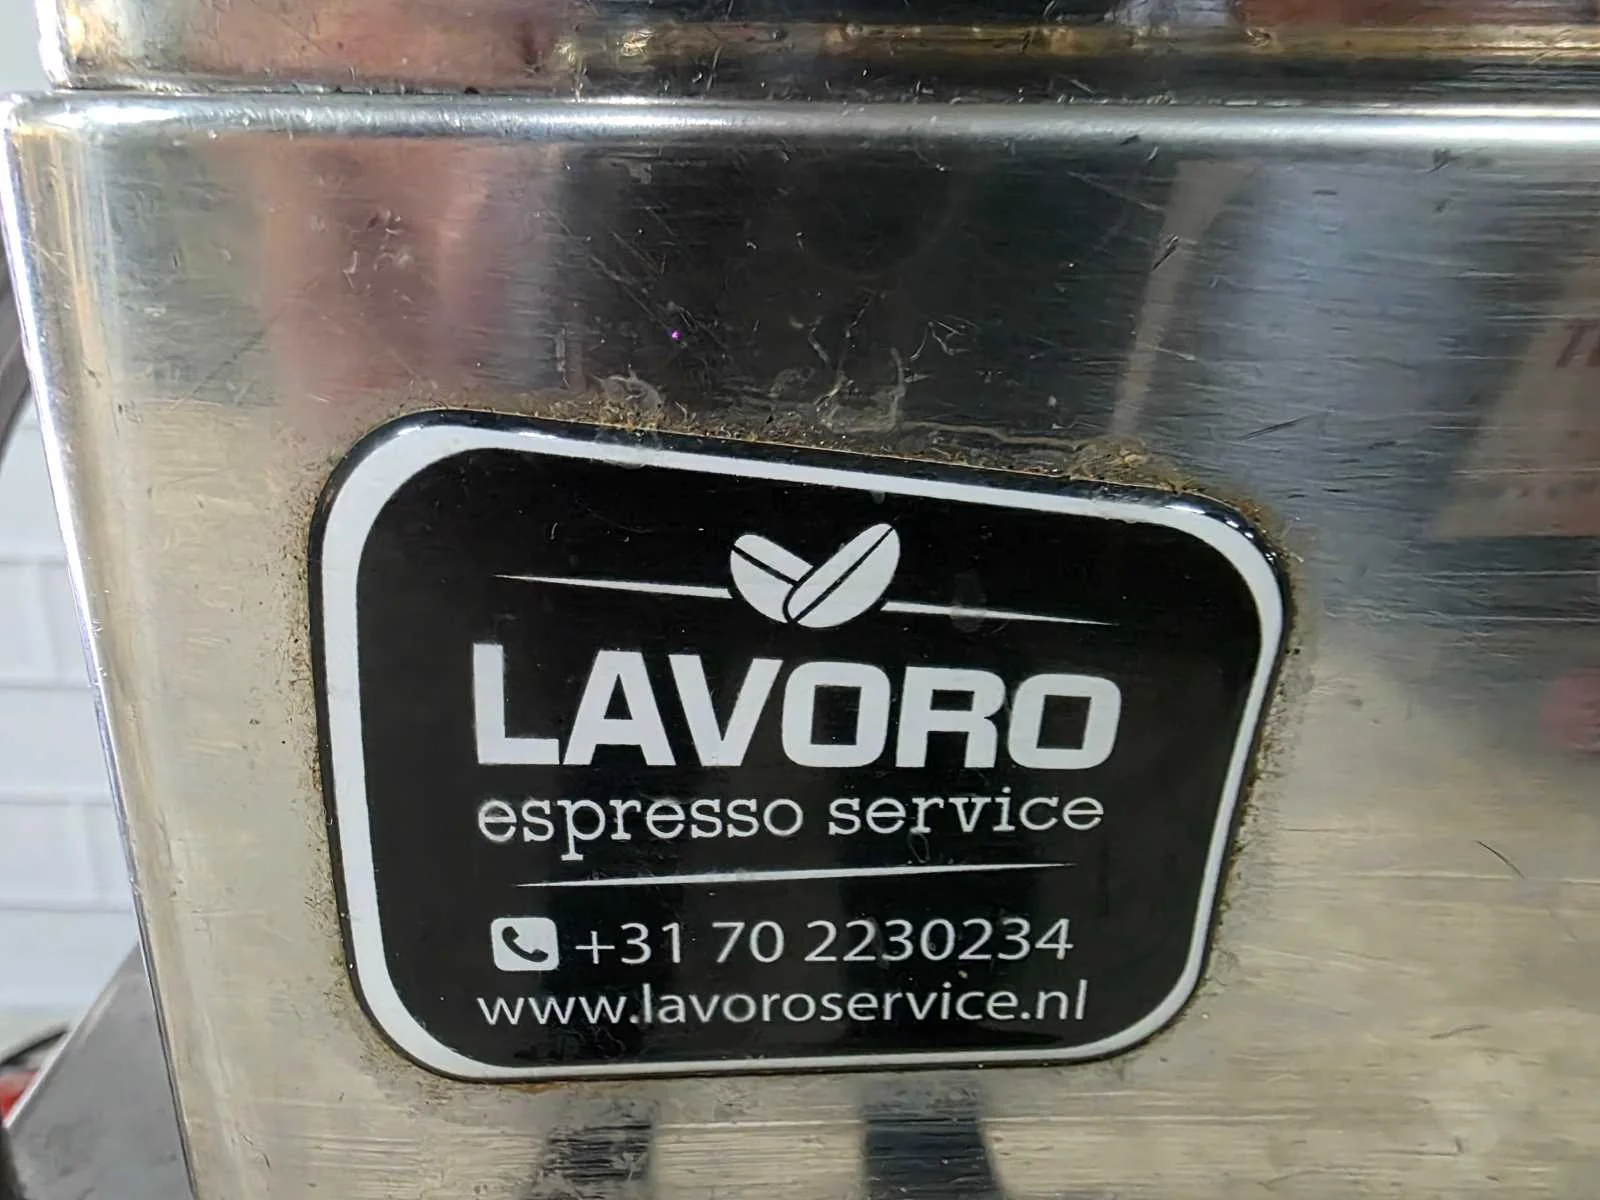 LAVORO
espresso service
+31 70 2230234
www.lavoroservice.nl